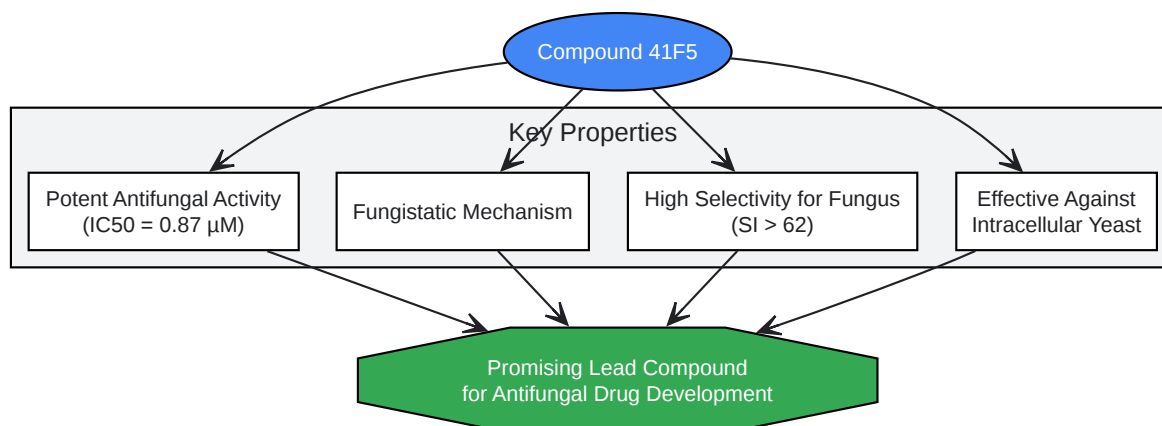 Compound 41F5
Key Properties
Potent Antifungal Activity
(IC50 = 0.87 µM)
Fungistatic Mechanism
High Selectivity for Fungus
(SI > 62)
Effective Against
Intracellular Yeast
Promising Lead Compound
for Antifungal Drug Development